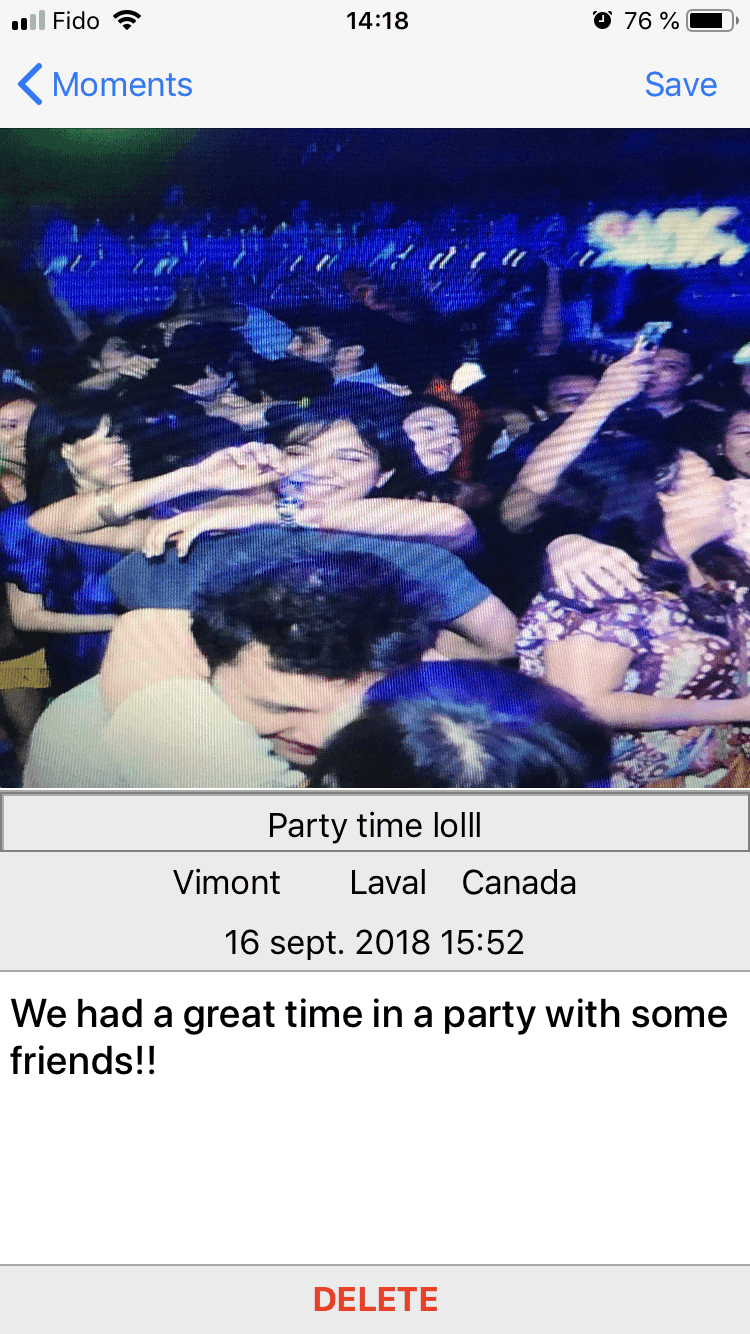 Fido 14:18 76 %
Moments Save
Party time lolll
Vimont Laval Canada
16 sept. 2018 15:52
We had a great time in a party with some
friends!!
DELETE